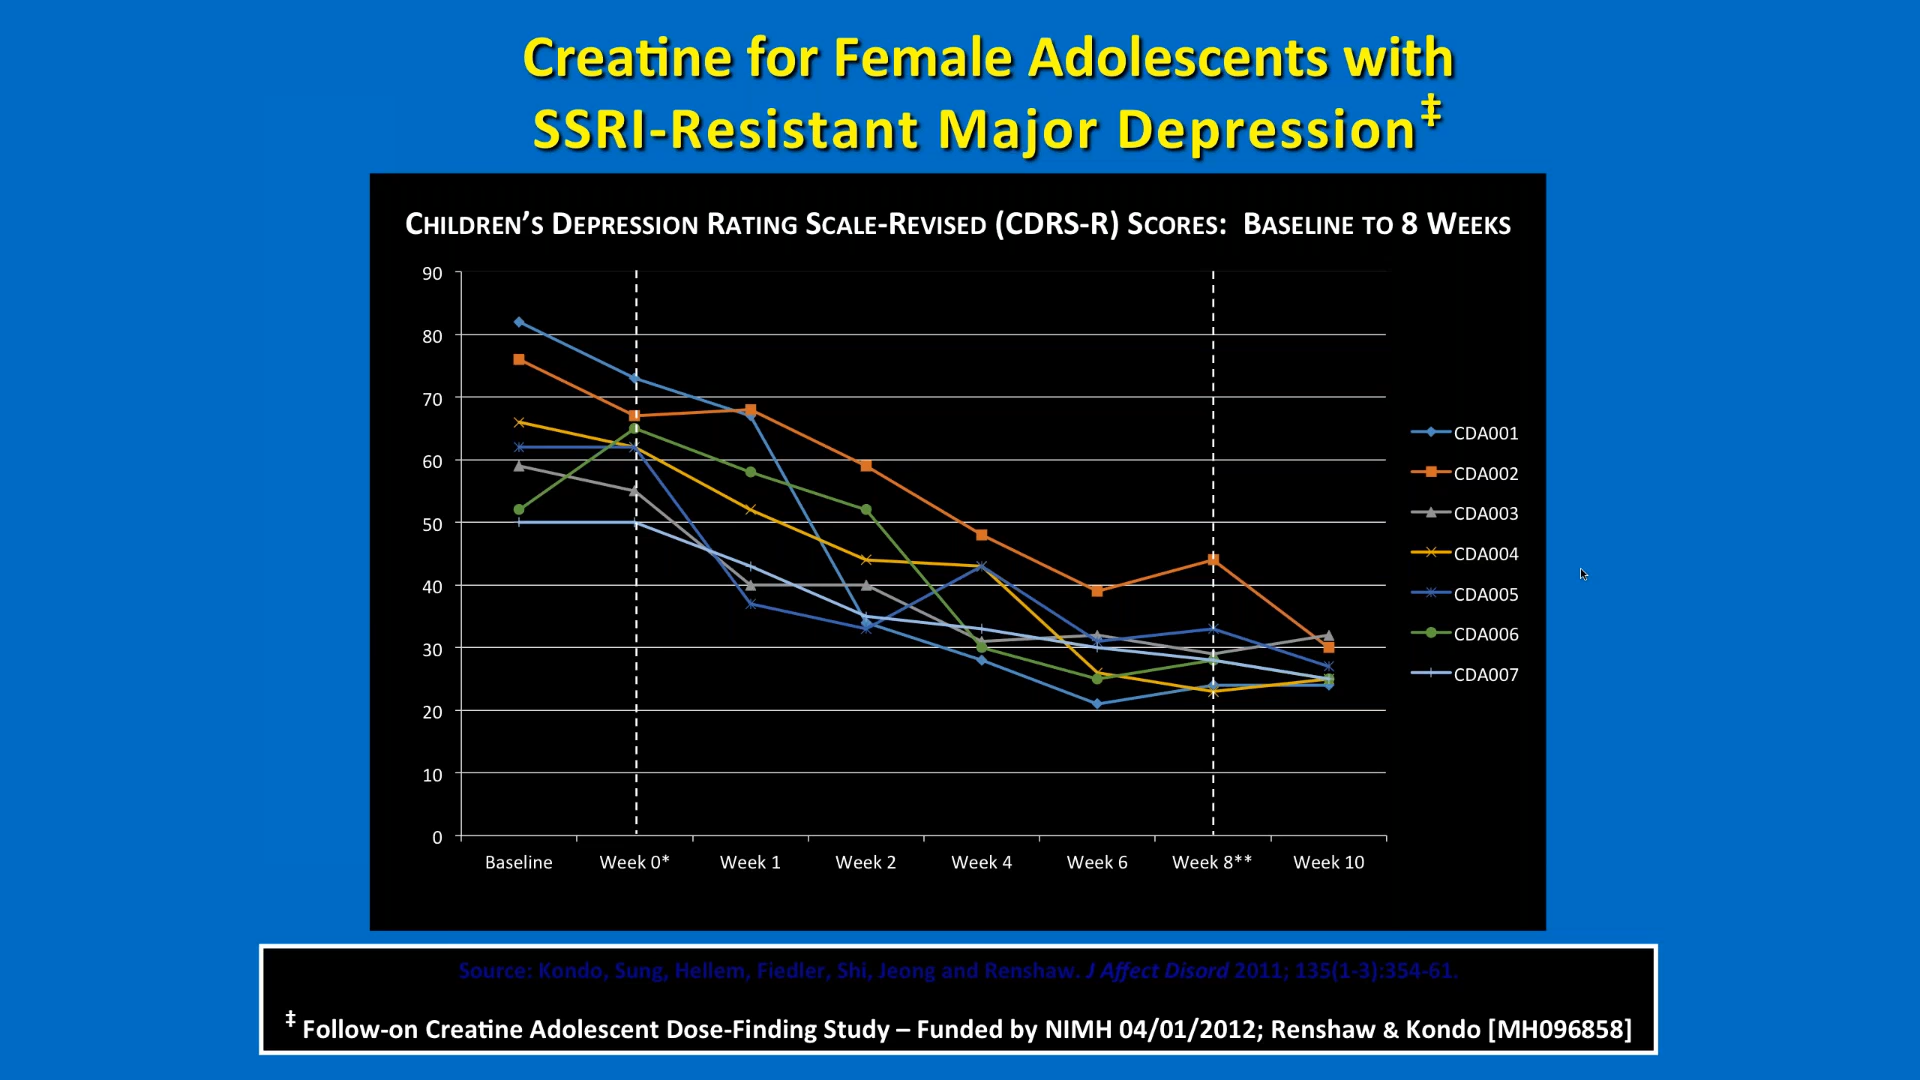 Creatine for Female Adolescents with
SSRI-Resistant Major Depression‡
CHILDREN'S DEPRESSION RATING SCALE-REVISED (CDRS-R) SCORES: BASELINE TO 8 WEEKS
90
80
70
60
50
40
30
20
10
0
Baseline Week 0* Week 1 Week 2 Week 4 Week 6 Week 8** Week 10
CDA001
CDA002
CDA003
CDA004
CDA005
CDA006
CDA007
Source: Kondo, Sung, Hellem, Fiedler, Shi, Jeong and Renshaw. J Affect Disord 2011; 135(1-3):354-61.
‡ Follow-on Creatine Adolescent Dose-Finding Study – Funded by NIMH 04/01/2012; Renshaw & Kondo [MH096858]